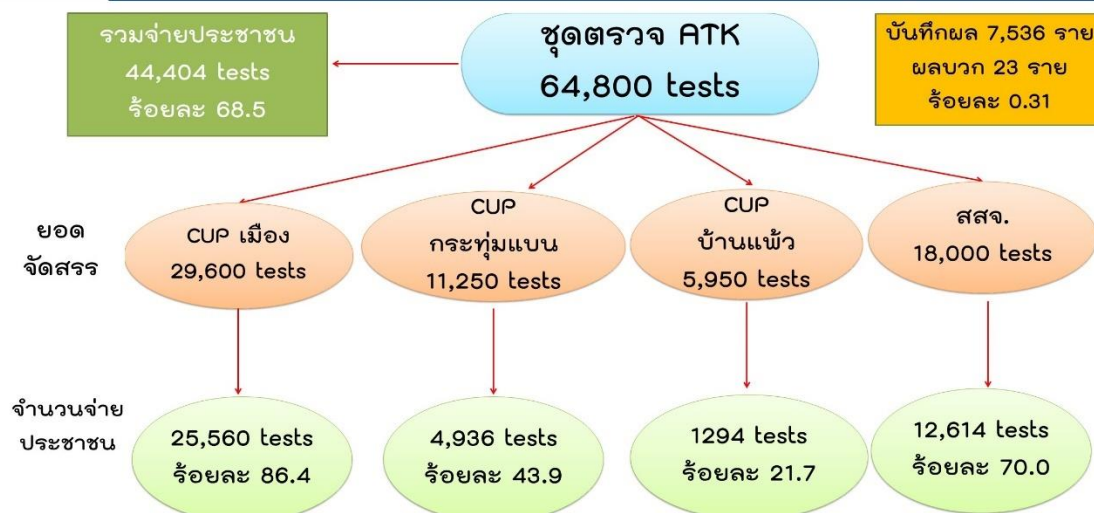 รวมจ่ายประชาชน
44,404 tests
ร้อยละ 68.5
ชุดตรวจ ATK
64,800 tests
บันทึกผล 7,536 ราย
ผลบวก 23 ราย
ร้อยละ 0.31
ยอด
จัดสรร
CUP เมือง
29,600 tests
CUP
กระทุ่มแบน
11,250 tests
CUP
บ้านแพ้ว
5,950 tests
สสจ.
18,000 tests
จำนวนจ่าย
ประชาชน
25,560 tests
ร้อยละ 86.4
4,936 tests
ร้อยละ 43.9
1294 tests
ร้อยละ 21.7
12,614 tests
ร้อยละ 70.0